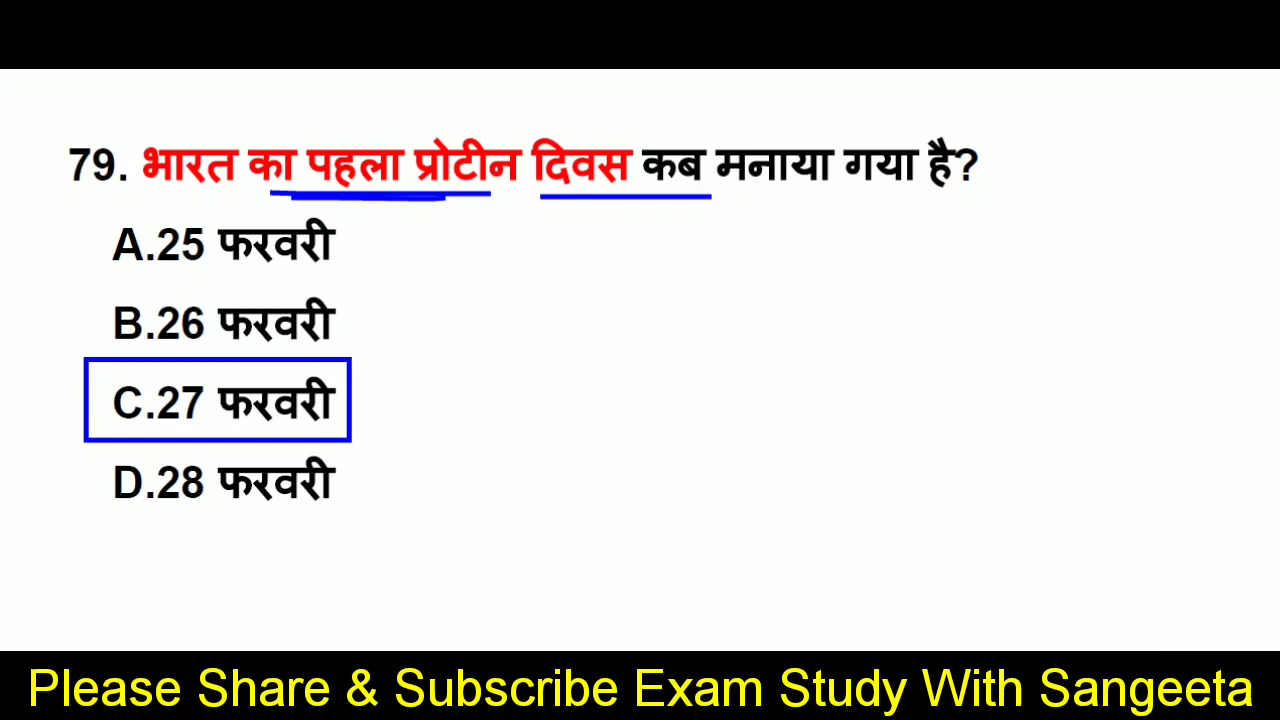 79. भारत का पहला प्रोटीन दिवस कब मनाया गया है?
A.25 फरवरी
B.26 फरवरी
C.27 फरवरी
D.28 फरवरी
Please Share & Subscribe Exam Study With Sangeeta